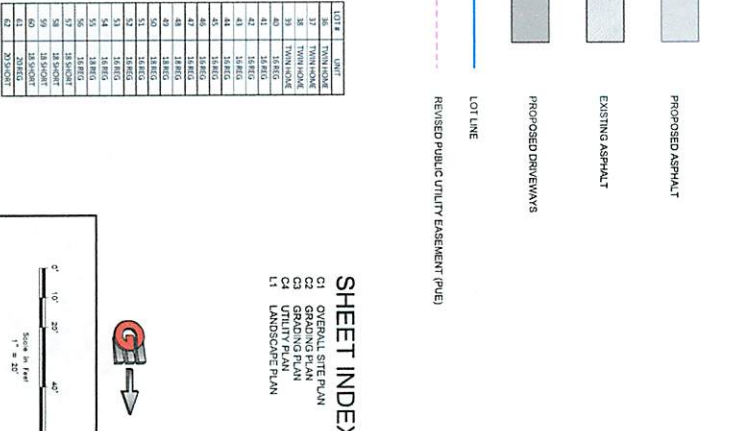 PROPOSED ASPHALT
EXISTING ASPHALT
PROPOSED DRIVEWAYS
LOT LINE
REVISED PUBLIC UTILITY EASEMENT (PUE)
SHEET INDEX
C1 OVERALL SITE PLAN
C2 GRADING PLAN
C3 GRADING PLAN
C4 UTILITY PLAN
L1 LANDSCAPE PLAN
LOT # UNIT
36 TWIN HOME
37 TWIN HOME
38 TWIN HOME
39 TWIN HOME
40 16 REG
41 16 REG
42 16 REG
43 16 REG
44 16 REG
45 16 REG
46 16 REG
47 16 REG
48 18 REG
49 18 REG
50 18 REG
51 16 REG
52 16 REG
53 16 REG
54 16 REG
55 18 REG
56 16 REG
57 18 SHORT
58 18 SHORT
59 18 SHORT
60 18 SHORT
61 20 REG
62 20 SHORT
G
0' 10' 20' 40'
Scale in Feet
1" = 20'